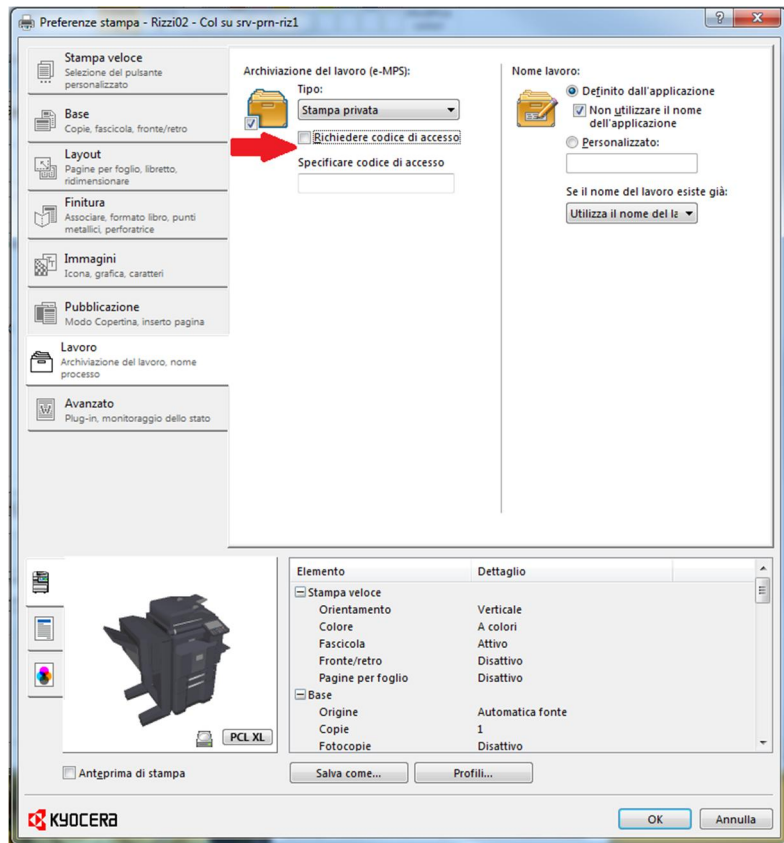 Preferenze stampa - Rizzi02 - Col su srv-prn-riz1
Stampa veloce
Selezione del pulsante
personalizzato
Base
Copie, fascicola, fronte/retro
Layout
Pagine per foglio, libretto,
ridimensionare
Finitura
Associare, formato libro, punti
metallici, perforatrice
Immagini
Icona, grafica, caratteri
Pubblicazione
Modo Copertina, inserto pagina
Lavoro
Archiviazione del lavoro, nome
processo
Avanzato
Plug-in, monitoraggio dello stato
Archiviazione del lavoro (e-MPS):
Tipo:
Stampa privata
Richiedere codice di accesso
Specificare codice di accesso
Nome lavoro:
Definito dall'applicazione
Non utilizzare il nome
dell'applicazione
Personalizzato:
Se il nome del lavoro esiste già:
Utilizza il nome del la
PCL XL
Anteprima di stampa
Elemento Dettaglio
Stampa veloce
Orientamento Verticale
Colore A colori
Fascicola Attivo
Fronte/retro Disattivo
Pagine per foglio Disattivo
Base
Origine Automatica fonte
Copie 1
Fotocopie Disattivo
Salva come... Profili...
KYOCERA
OK Annulla